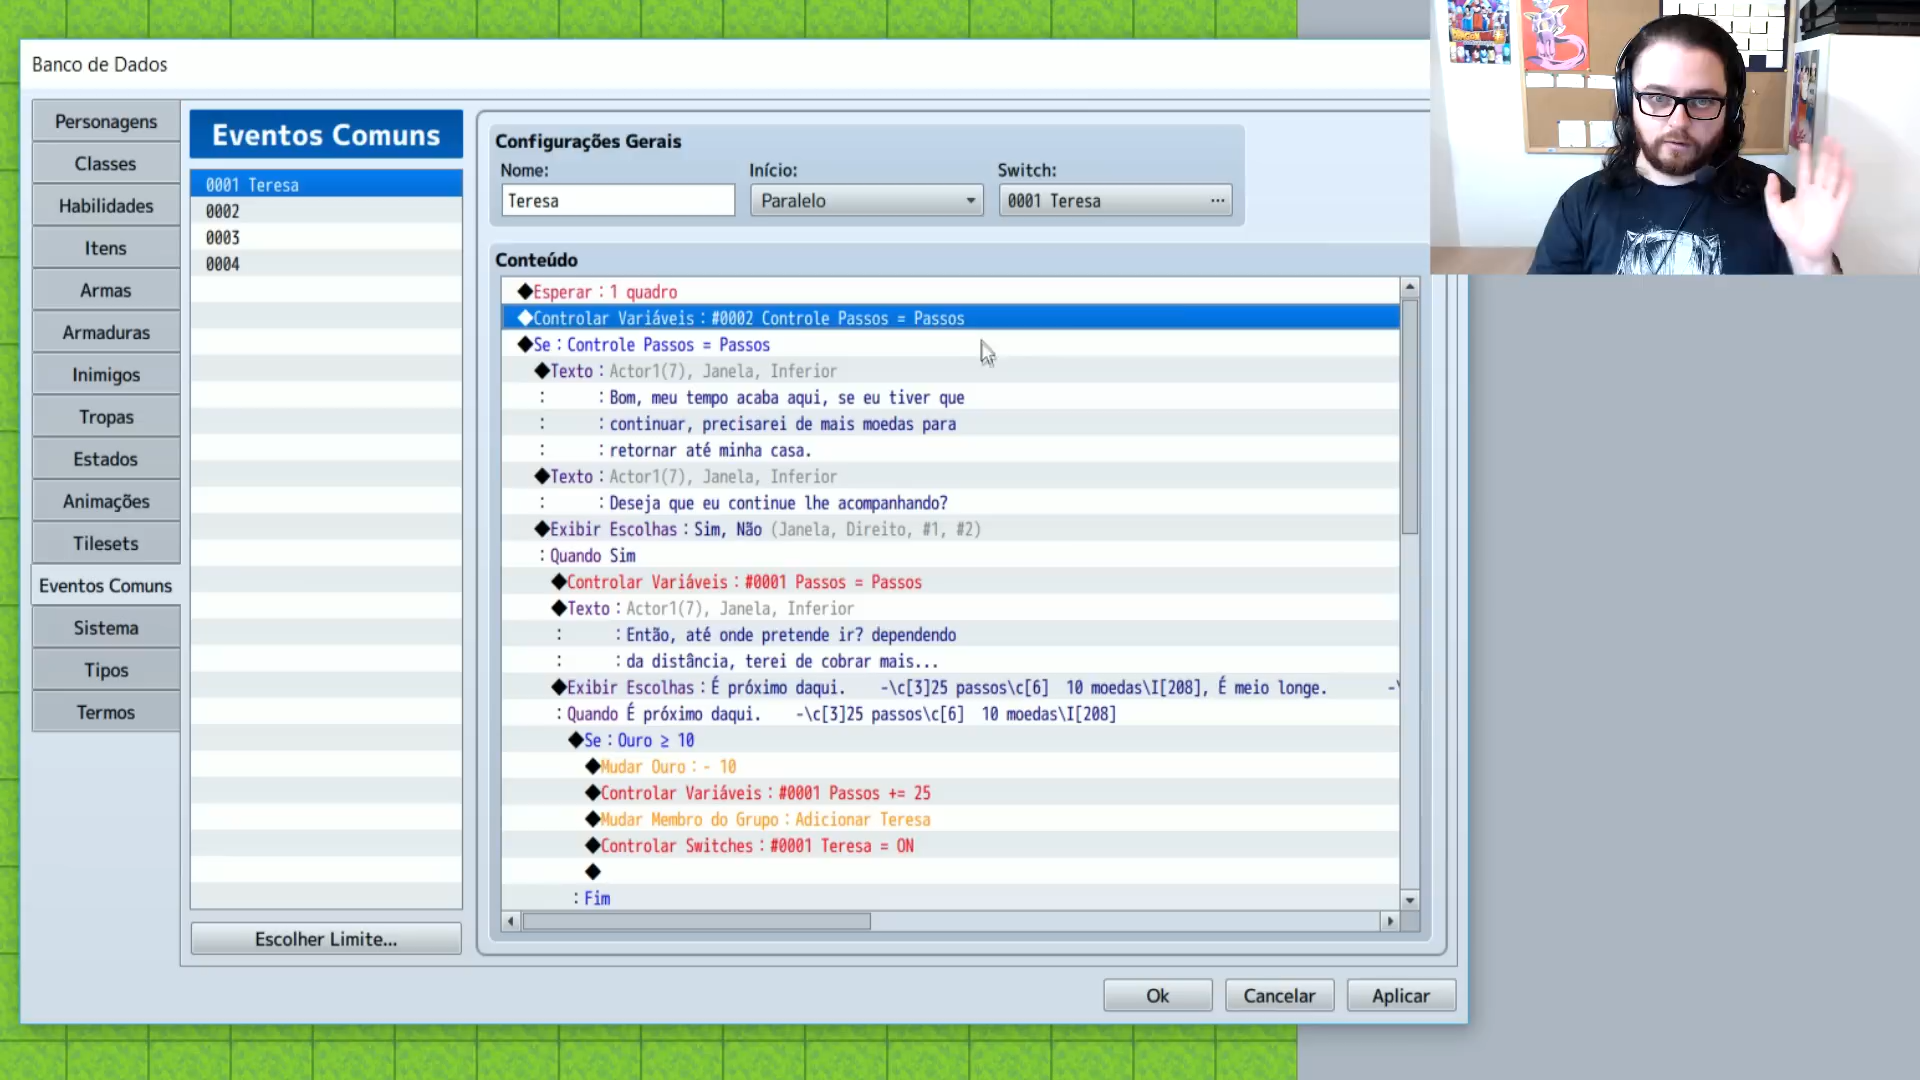 Banco de Dados
Personagens
Classes
Habilidades
Itens
Armas
Armaduras
Inimigos
Tropas
Estados
Animações
Tilesets
Eventos Comuns
Sistema
Tipos
Termos
Eventos Comuns
0001 Teresa
0002
0003
0004
Escolher Limite...
Configurações Gerais
Nome: Início: Switch:
Teresa Paralelo 0001 Teresa ...
Conteúdo
◆Esperar : 1 quadro
◆Controlar Variáveis : #0002 Controle Passos = Passos
◆Se : Controle Passos = Passos
◆Texto : Actor1(7), Janela, Inferior
: : Bom, meu tempo acaba aqui, se eu tiver que
: : continuar, precisarei de mais moedas para
: : retornar até minha casa.
◆Texto : Actor1(7), Janela, Inferior
: : Deseja que eu continue lhe acompanhando?
◆Exibir Escolhas : Sim, Não (Janela, Direito, #1, #2)
: Quando Sim
◆Controlar Variáveis : #0001 Passos = Passos
◆Texto : Actor1(7), Janela, Inferior
: : Então, até onde pretende ir? dependendo
: : da distância, terei de cobrar mais...
◆Exibir Escolhas : É próximo daqui. -\c[3]25 passos\c[6] 10 moedas\I[208], É meio longe. -\
: Quando É próximo daqui. -\c[3]25 passos\c[6] 10 moedas\I[208]
◆Se : Ouro ≥ 10
◆Mudar Ouro : - 10
◆Controlar Variáveis : #0001 Passos += 25
◆Mudar Membro do Grupo : Adicionar Teresa
◆Controlar Switches : #0001 Teresa = ON
◆
: Fim
Ok Cancelar Aplicar